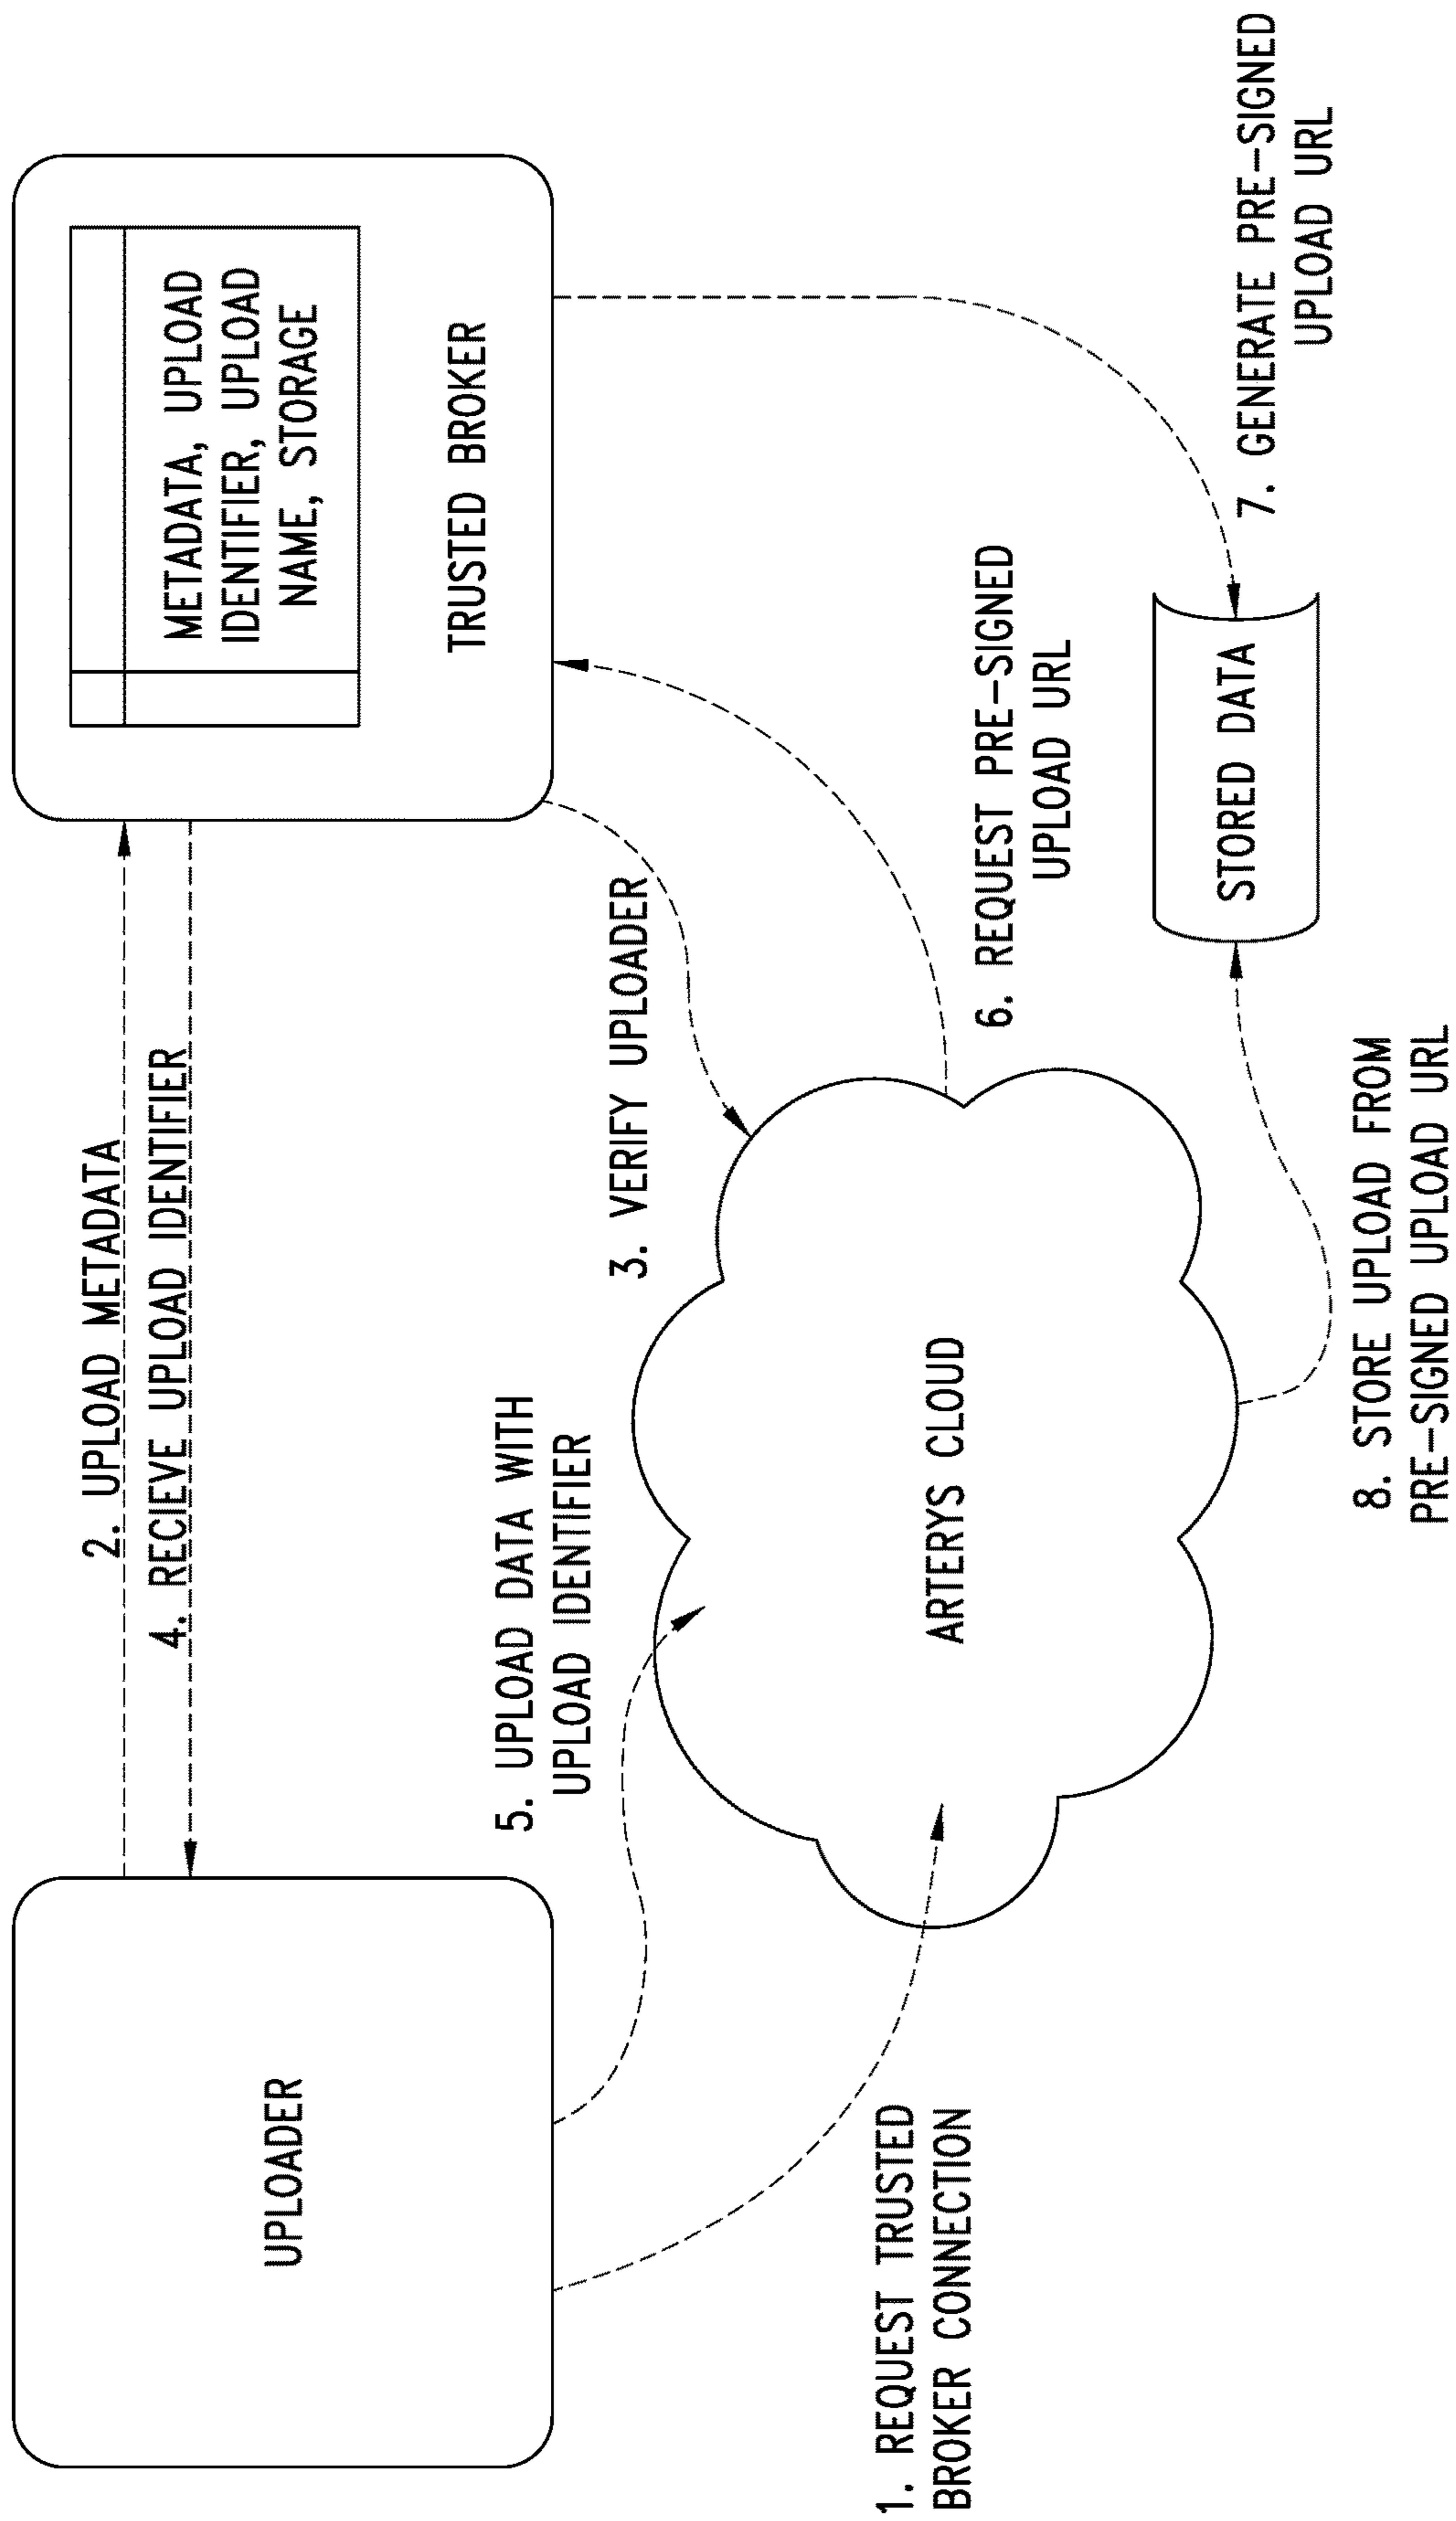 UPLOADER
2. UPLOAD METADATA
4. RECIEVE UPLOAD IDENTIFIER
METADATA, UPLOAD
IDENTIFIER, UPLOAD
NAME, STORAGE
TRUSTED BROKER
5. UPLOAD DATA WITH
UPLOAD IDENTIFIER
3. VERIFY UPLOADER
1. REQUEST TRUSTED
BROKER CONNECTION
ARTERYS CLOUD
6. REQUEST PRE-SIGNED
UPLOAD URL
STORED DATA
7. GENERATE PRE-SIGNED
UPLOAD URL
8. STORE UPLOAD FROM
PRE-SIGNED UPLOAD URL